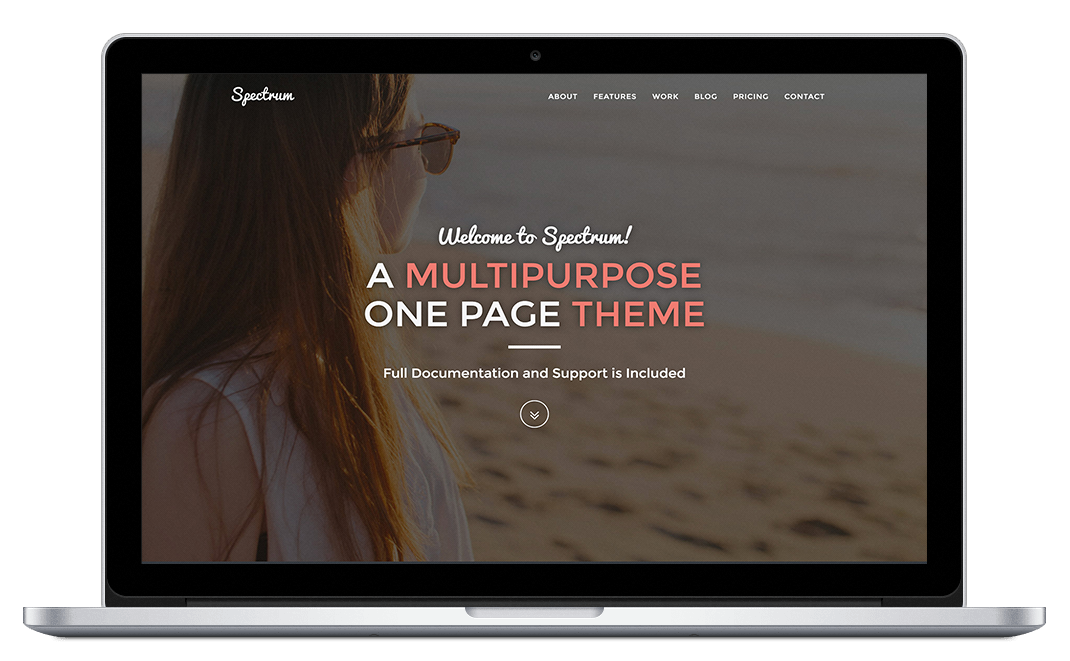 Spectrum
ABOUT FEATURES WORK BLOG PRICING CONTACT
Welcome to Spectrum!
A MULTIPURPOSE
ONE PAGE THEME
Full Documentation and Support is Included